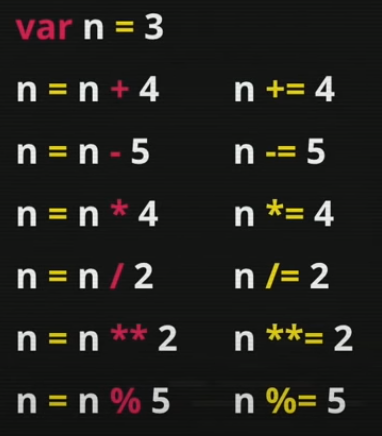 var n = 3
n = n + 4 n += 4
n = n - 5 n -= 5
n = n * 4 n *= 4
n = n / 2 n /= 2
n = n ** 2 n **= 2
n = n % 5 n %= 5